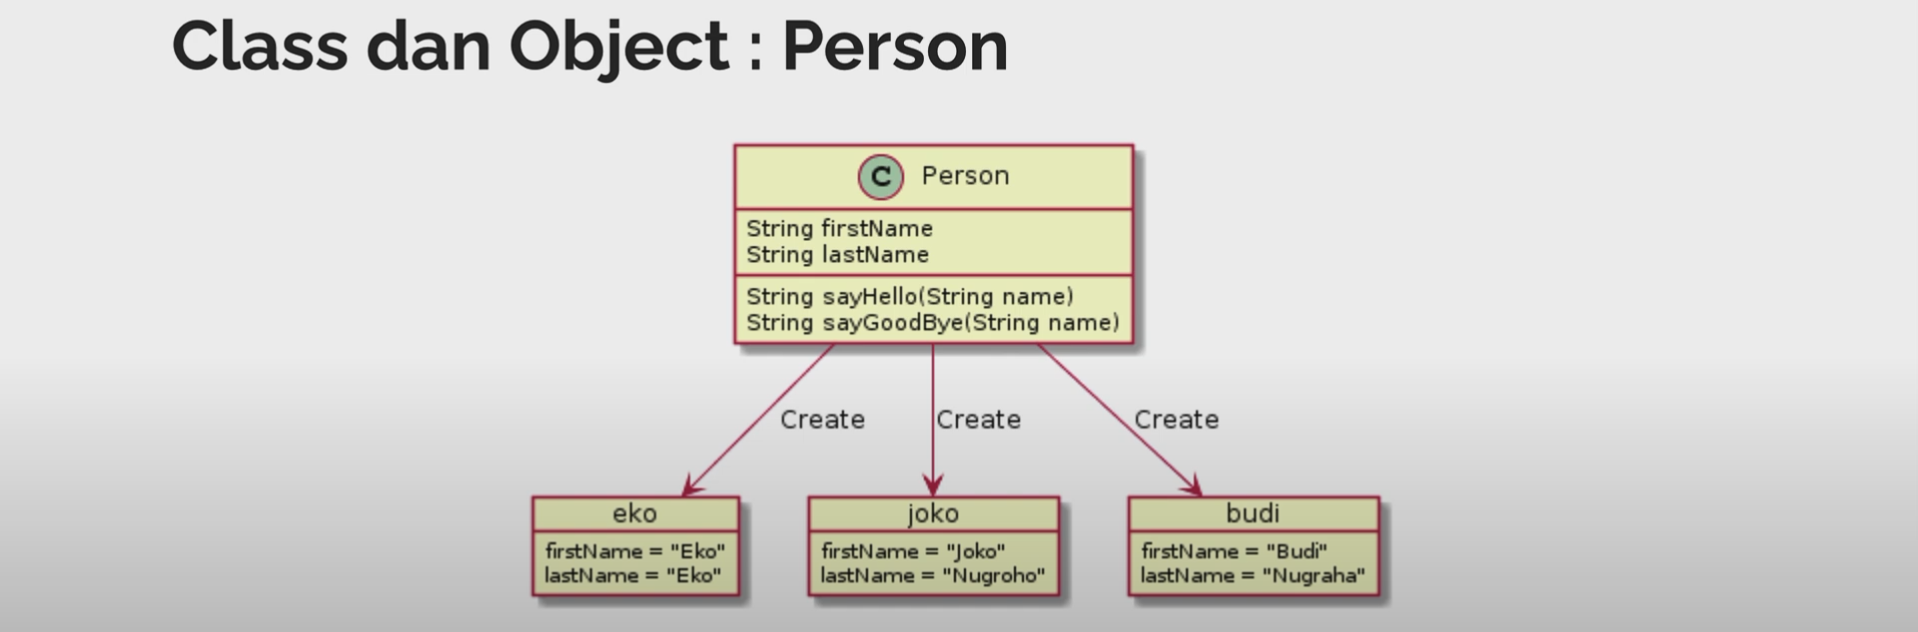 Class dan Object : Person
C Person
String firstName
String lastName
String sayHello(String name)
String sayGoodBye(String name)
Create Create Create
eko joko budi
firstName = "Eko" firstName = "Joko" firstName = "Budi"
lastName = "Eko" lastName = "Nugroho" lastName = "Nugraha"